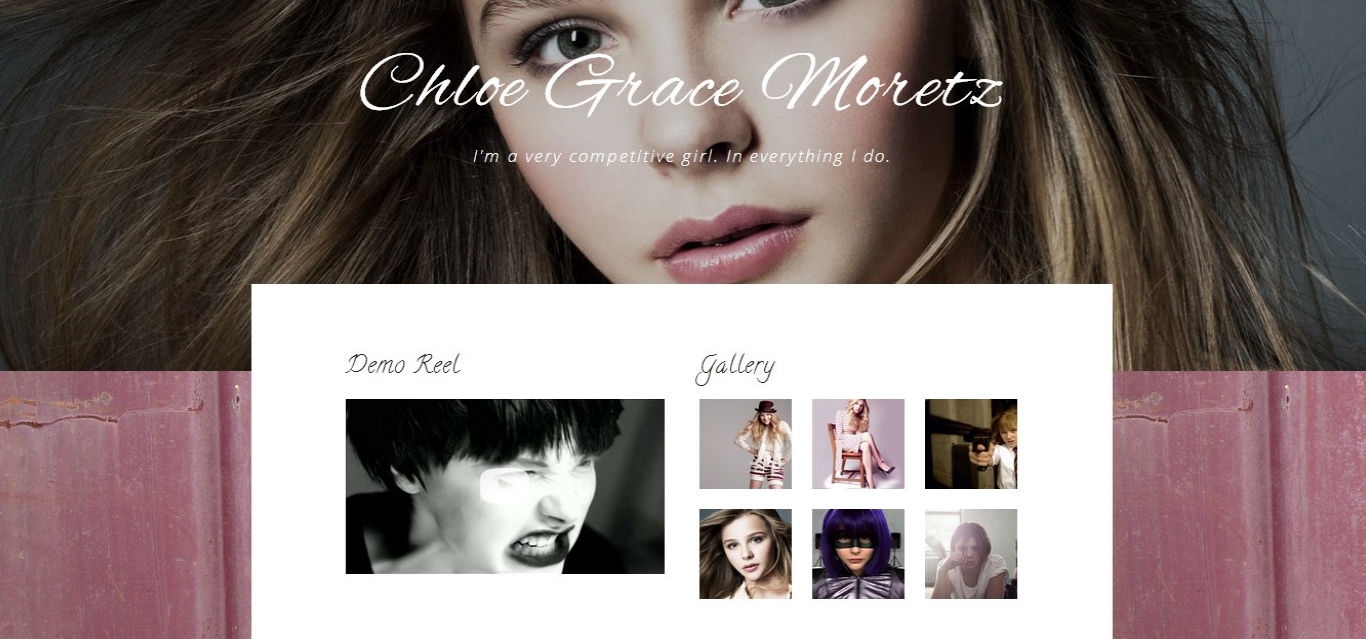 Chloe Grace Moretz
I'm a very competitive girl. In everything I do.
Demo Reel
Gallery